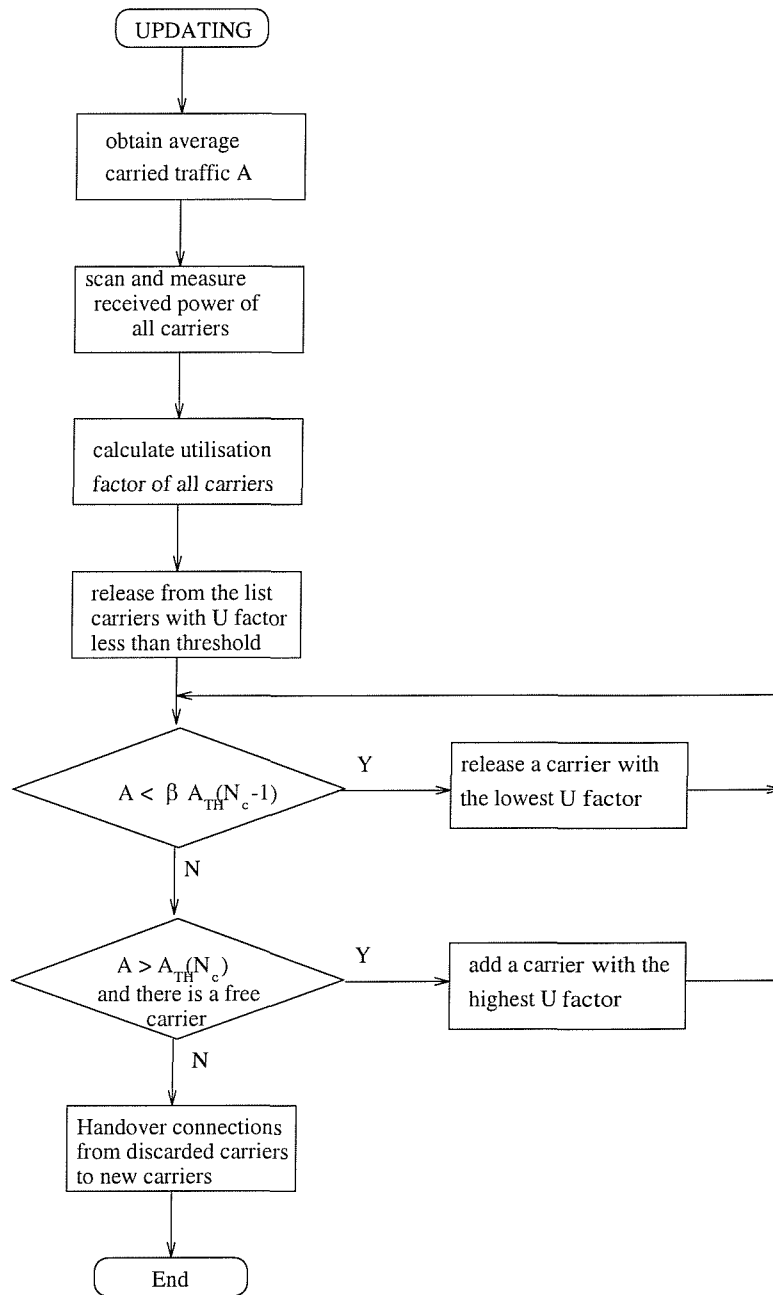 UPDATING
obtain average
carried traffic A
scan and measure
received power of
all carriers
calculate utilisation
factor of all carriers
release from the list
carriers with U factor
less than threshold
A < β A_TH(N_c-1)
Y
release a carrier with
the lowest U factor
N
A > A_TH(N_c)
and there is a free
carrier
Y
add a carrier with the
highest U factor
N
Handover connections
from discarded carriers
to new carriers
End